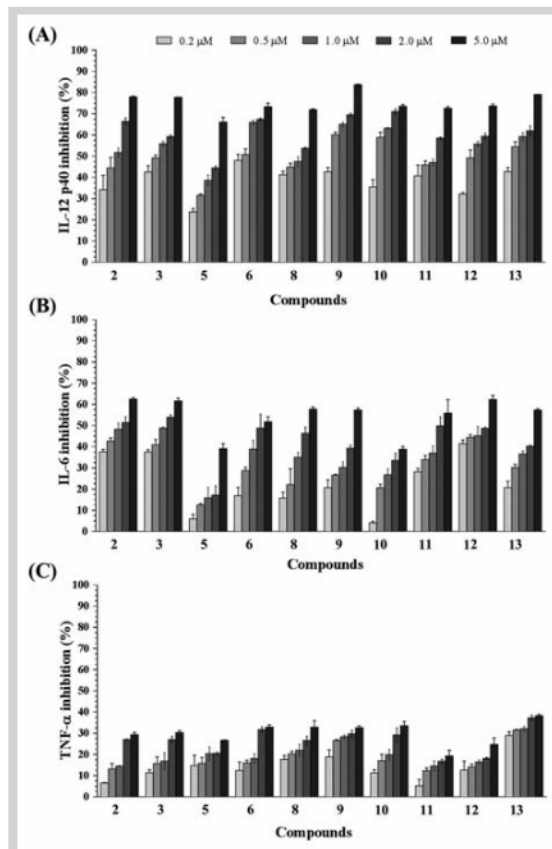 (A)
0.2 μM 0.5 μM 1.0 μM 2.0 μM 5.0 μM
IL-12 p40 inhibition (%)
100
90
80
70
60
50
40
30
20
10
0
2 3 5 6 8 9 10 11 12 13
Compounds
(B)
IL-6 inhibition (%)
100
90
80
70
60
50
40
30
20
10
0
2 3 5 6 8 9 10 11 12 13
Compounds
(C)
TNF-α inhibition (%)
100
90
80
70
60
50
40
30
20
10
0
2 3 5 6 8 9 10 11 12 13
Compounds